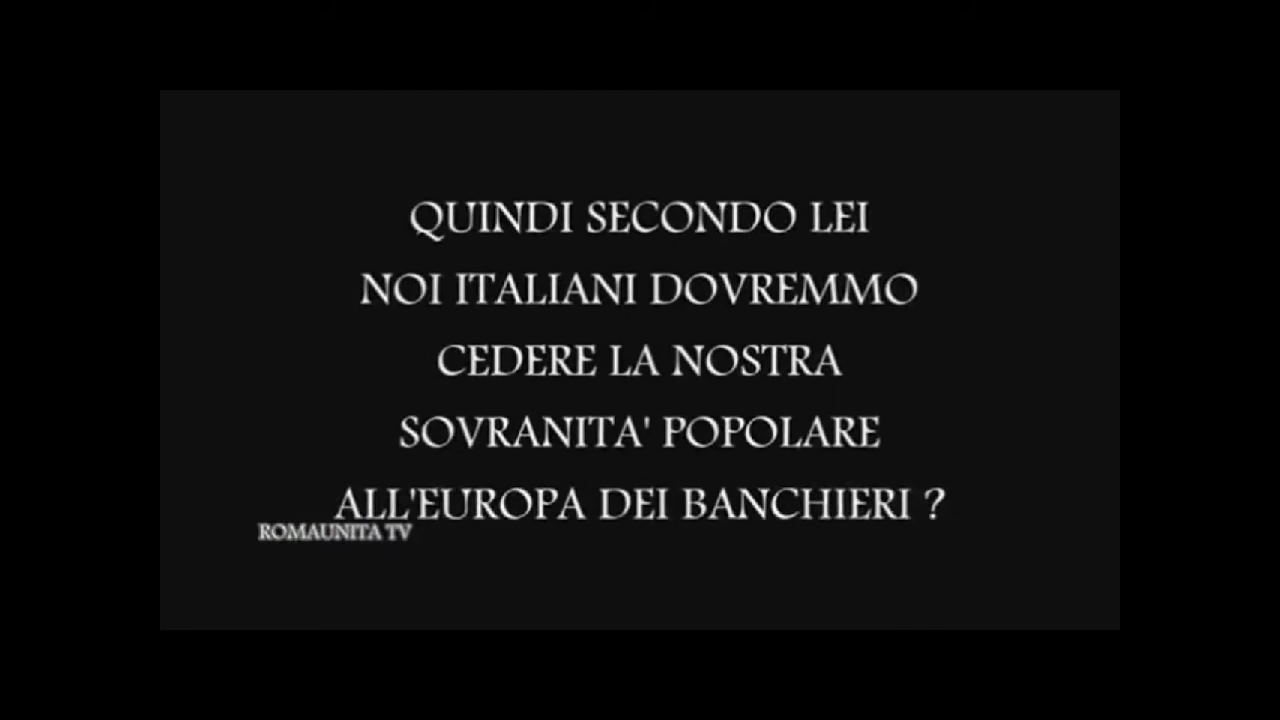 QUINDI SECONDO LEI
NOI ITALIANI DOVREMMO
CEDERE LA NOSTRA
SOVRANITA' POPOLARE
ALL'EUROPA DEI BANCHIERI ?
ROMAUNITA TV